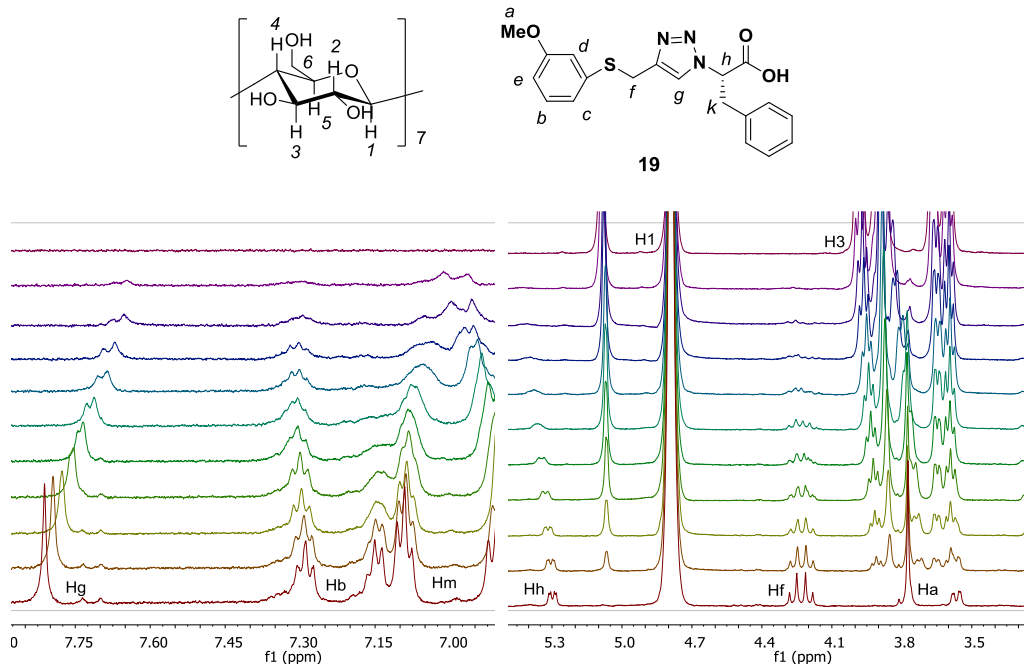 4
OH
2
6
H
H
O
HO
OH
H
H
H
5
3
1
7
a
MeO
d
S
e
b
c
f
N
N
N
g
h
O
OH
k
19
H1
H3
Hg
Hb
Hm
Hh
Hf
Ha
0 7.75 7.60 7.45 7.30 7.15 7.00
f1 (ppm)
5.3 5.0 4.7 4.4 4.1 3.8 3.5
f1 (ppm)